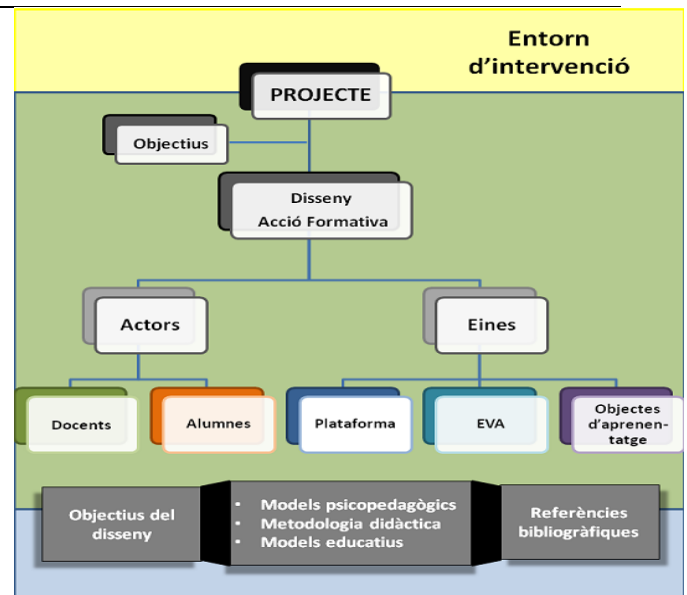 Entorn
d'intervenció
PROJECTE
Objectius
Disseny
Acció Formativa
Actors
Eines
Docents
Alumnes
Plataforma
EVA
Objectes
d'aprenen-
tatge
Objectius del
disseny
• Models psicopedagògics
• Metodologia didàctica
• Models educatius
Referències
bibliogràfiques